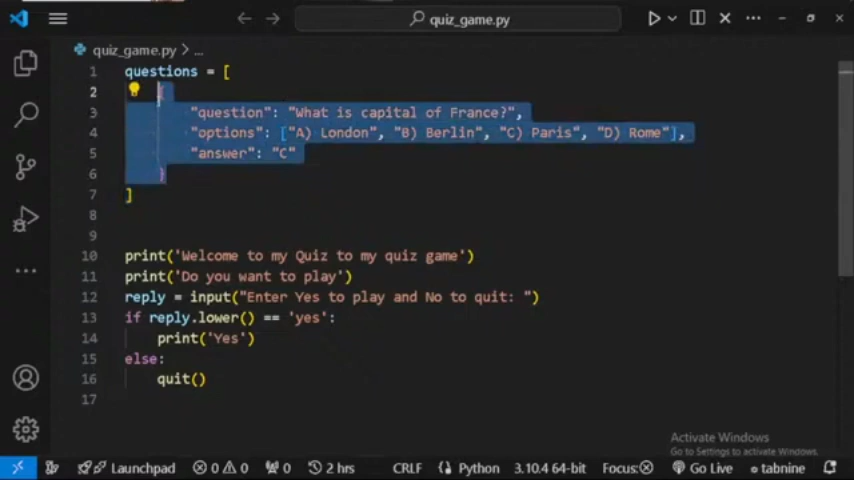 quiz_game.py
quiz_game.py > ...
1 questions = [
2 {
3 "question": "What is capital of France?",
4 "options": ["A) London", "B) Berlin", "C) Paris", "D) Rome"],
5 "answer": "C"
6 }
7 ]
8
9
10 print('Welcome to my Quiz to my quiz game')
11 print('Do you want to play')
12 reply = input("Enter Yes to play and No to quit: ")
13 if reply.lower() == 'yes':
14 print('Yes')
15 else:
16 quit()
17
Activate Windows
Go to Settings to activate Windows.
Launchpad 0 0 0 2 hrs CRLF Python 3.10.4 64-bit Focus: Go Live tabnine